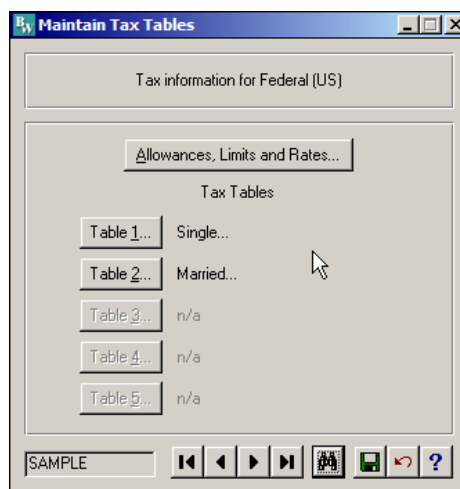 BW Maintain Tax Tables
Tax information for Federal (US)
Allowances, Limits and Rates...
Tax Tables
Table 1... Single...
Table 2... Married...
Table 3... n/a
Table 4... n/a
Table 5... n/a
SAMPLE ?